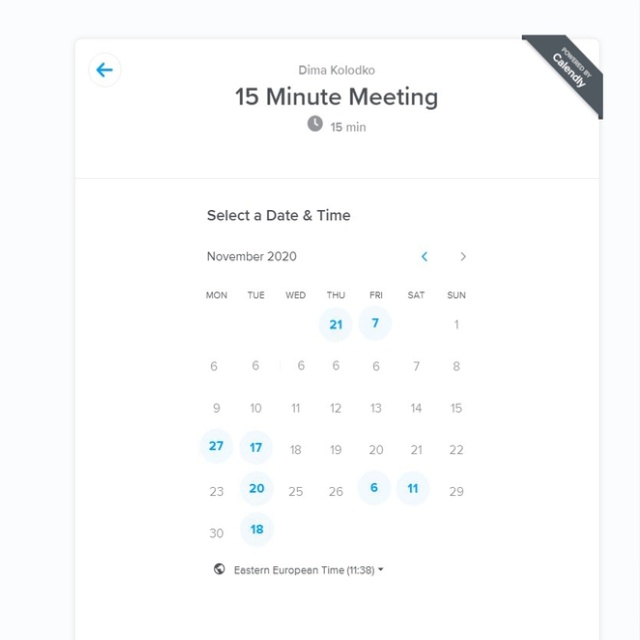 POWERED BY
Calendly
Dima Kolodko
15 Minute Meeting
15 min
Select a Date & Time
November 2020
MON TUE WED THU FRI SAT SUN
21 7 1
6 6 6 6 6 7 8
9 10 11 12 13 14 15
27 17 18 19 20 21 22
23 20 25 26 6 11 29
30 18
Eastern European Time (11:38)